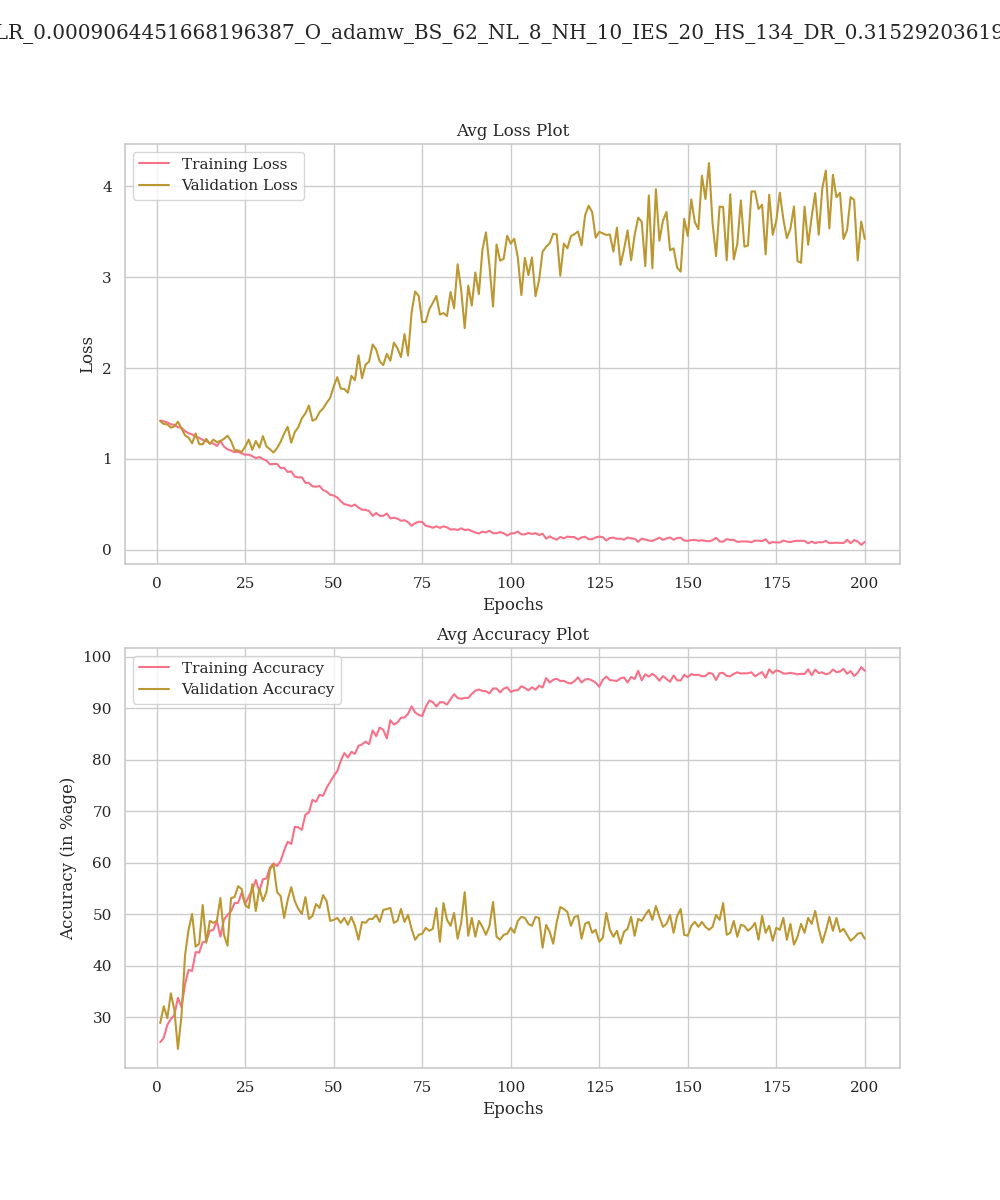 LR_0.0009064451668196387_O_adamw_BS_62_NL_8_NH_10_IES_20_HS_134_DR_0.31529203619
Avg Loss Plot
Training Loss
Validation Loss
4
3
2
1
0
Loss
0 25 50 75 100 125 150 175 200
Epochs
Avg Accuracy Plot
Training Accuracy
Validation Accuracy
100
90
80
70
60
50
40
30
Accuracy (in %age)
0 25 50 75 100 125 150 175 200
Epochs